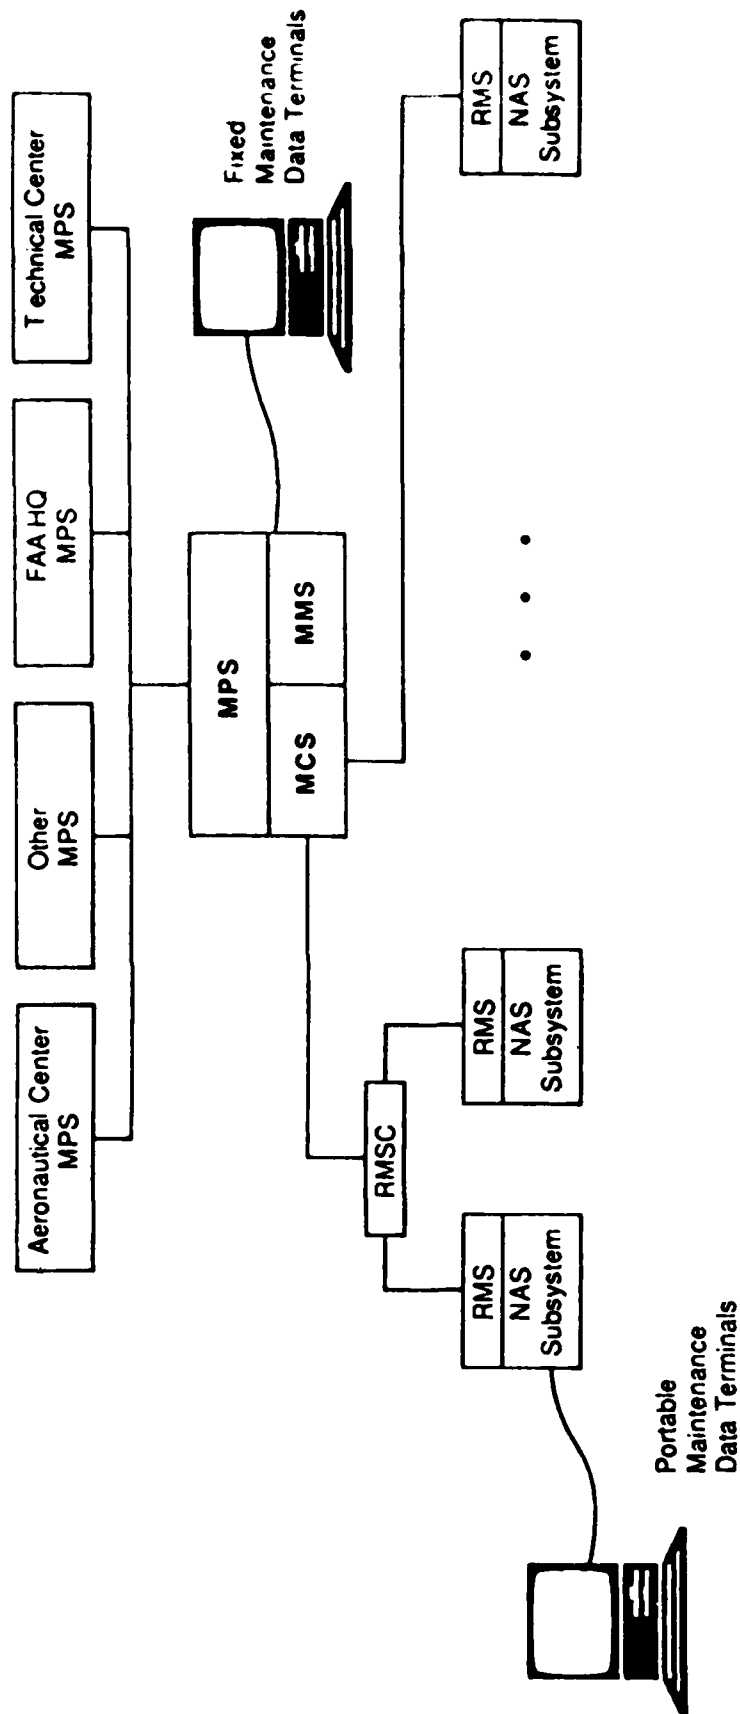 Aeronautical Center
MPS
Other
MPS
FAA HQ
MPS
Technical Center
MPS
MPS
MCS
MMS
Fixed
Maintenance
Data Terminals
RMSC
RMS
NAS
Subsystem
RMS
NAS
Subsystem
RMS
NAS
Subsystem
Portable
Maintenance
Data Terminals